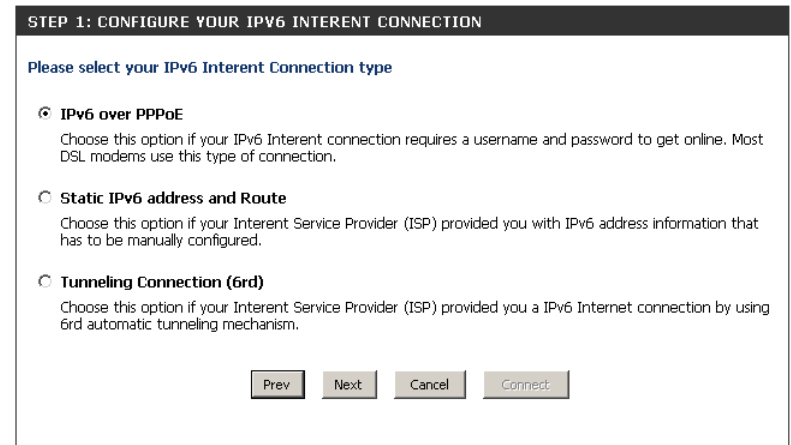 STEP 1: CONFIGURE YOUR IPV6 INTERENT CONNECTION
Please select your IPv6 Interent Connection type
IPv6 over PPPoE
Choose this option if your IPv6 Interent connection requires a username and password to get online. Most
DSL modems use this type of connection.
Static IPv6 address and Route
Choose this option if your Interent Service Provider (ISP) provided you with IPv6 address information that
has to be manually configured.
Tunneling Connection (6rd)
Choose this option if your Interent Service Provider (ISP) provided you a IPv6 Internet connection by using
6rd automatic tunneling mechanism.
Prev Next Cancel Connect